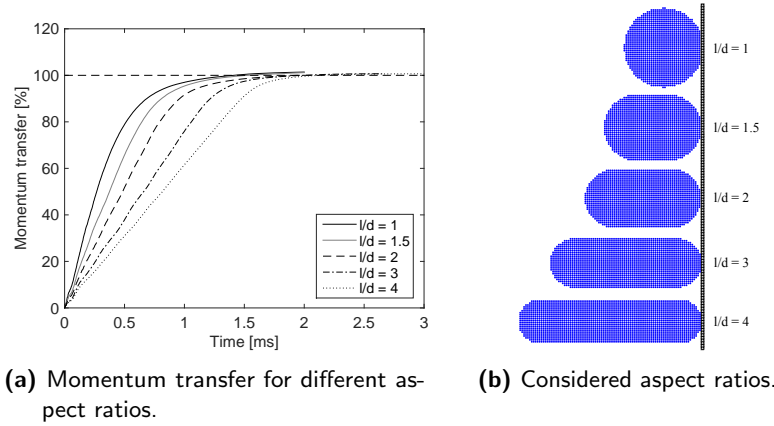 120
100
80
60
40
20
0
Momentum transfer [%]
0 0.5 1 1.5 2 2.5 3
Time [ms]
l/d = 1
l/d = 1.5
l/d = 2
l/d = 3
l/d = 4
l/d = 1
l/d = 1.5
l/d = 2
l/d = 3
l/d = 4
(a) Momentum transfer for different as-
pect ratios.
(b) Considered aspect ratios.